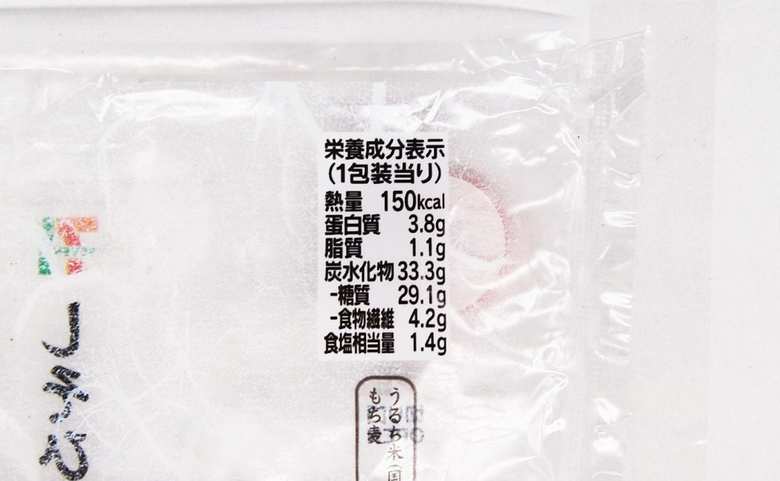 栄養成分表示
(1包装当り)
熱量 150kcal
蛋白質 3.8g
脂質 1.1g
炭水化物 33.3g
-糖質 29.1g
-食物繊維 4.2g
食塩相当量 1.4g
うるち米(国
もち麦